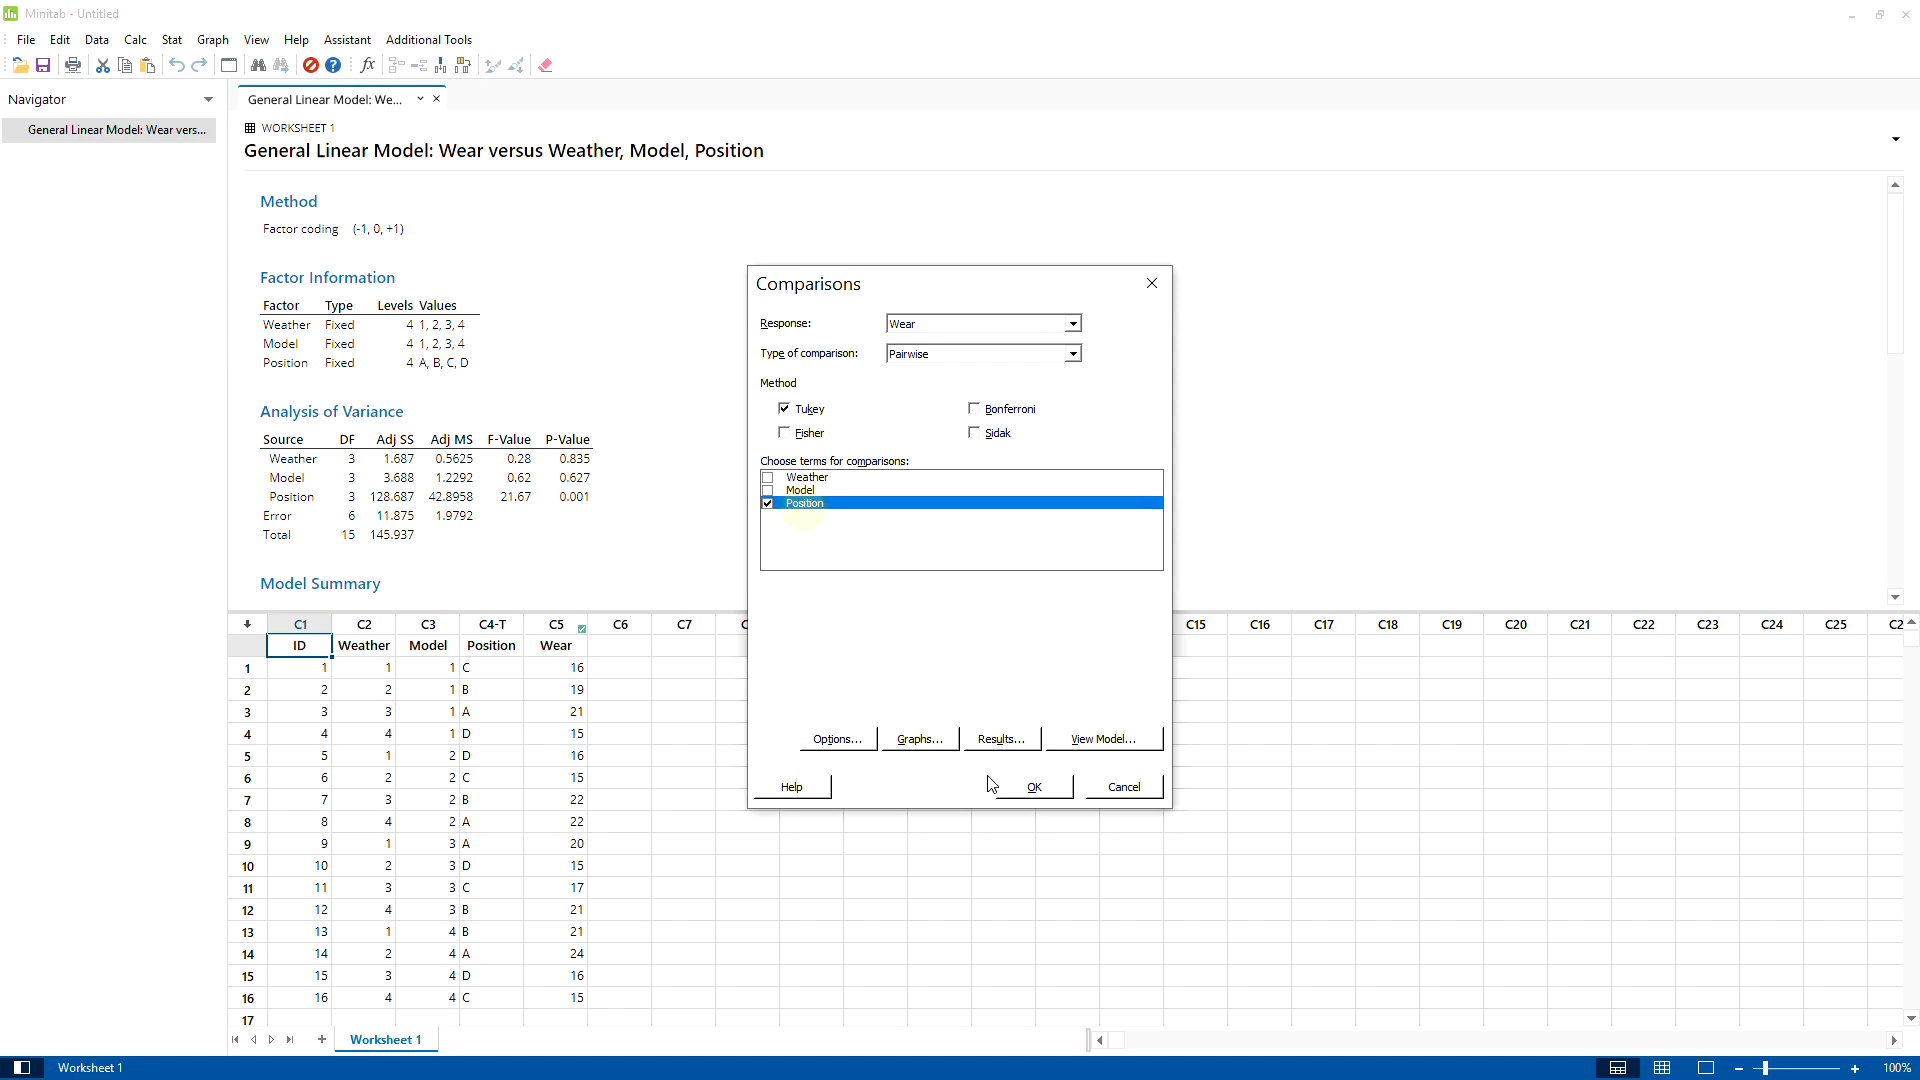 Minitab - Untitled
File Edit Data Calc Stat Graph View Help Assistant Additional Tools
Navigator
General Linear Model: Wear vers...
General Linear Model: We...
WORKSHEET 1
General Linear Model: Wear versus Weather, Model, Position
Method
Factor coding (-1, 0, +1)
Factor Information
Factor Type Levels Values
Weather Fixed 4 1, 2, 3, 4
Model Fixed 4 1, 2, 3, 4
Position Fixed 4 A, B, C, D
Analysis of Variance
Source DF Adj SS Adj MS F-Value P-Value
Weather 3 1.687 0.5625 0.28 0.835
Model 3 3.688 1.2292 0.62 0.627
Position 3 128.687 42.8958 21.67 0.001
Error 6 11.875 1.9792
Total 15 145.937
Model Summary
Comparisons
Response: Wear
Type of comparison: Pairwise
Method
Tukey Bonferroni
Fisher Sidak
Choose terms for comparisons:
Weather
Model
Position
Options... Graphs... Results... View Model...
Help OK Cancel
C1 C2 C3 C4-T C5 C6 C7 C15 C16 C17 C18 C19 C20 C21 C22 C23 C24 C25 C2
ID Weather Model Position Wear
1 1 1 1 C 16
2 2 2 1 B 19
3 3 3 1 A 21
4 4 4 1 D 15
5 5 1 2 D 16
6 6 2 2 C 15
7 7 3 2 B 22
8 8 4 2 A 22
9 9 1 3 A 20
10 10 2 3 D 15
11 11 3 3 C 17
12 12 4 3 B 21
13 13 1 4 B 21
14 14 2 4 A 24
15 15 3 4 D 16
16 16 4 4 C 15
17
Worksheet 1
Worksheet 1 100%